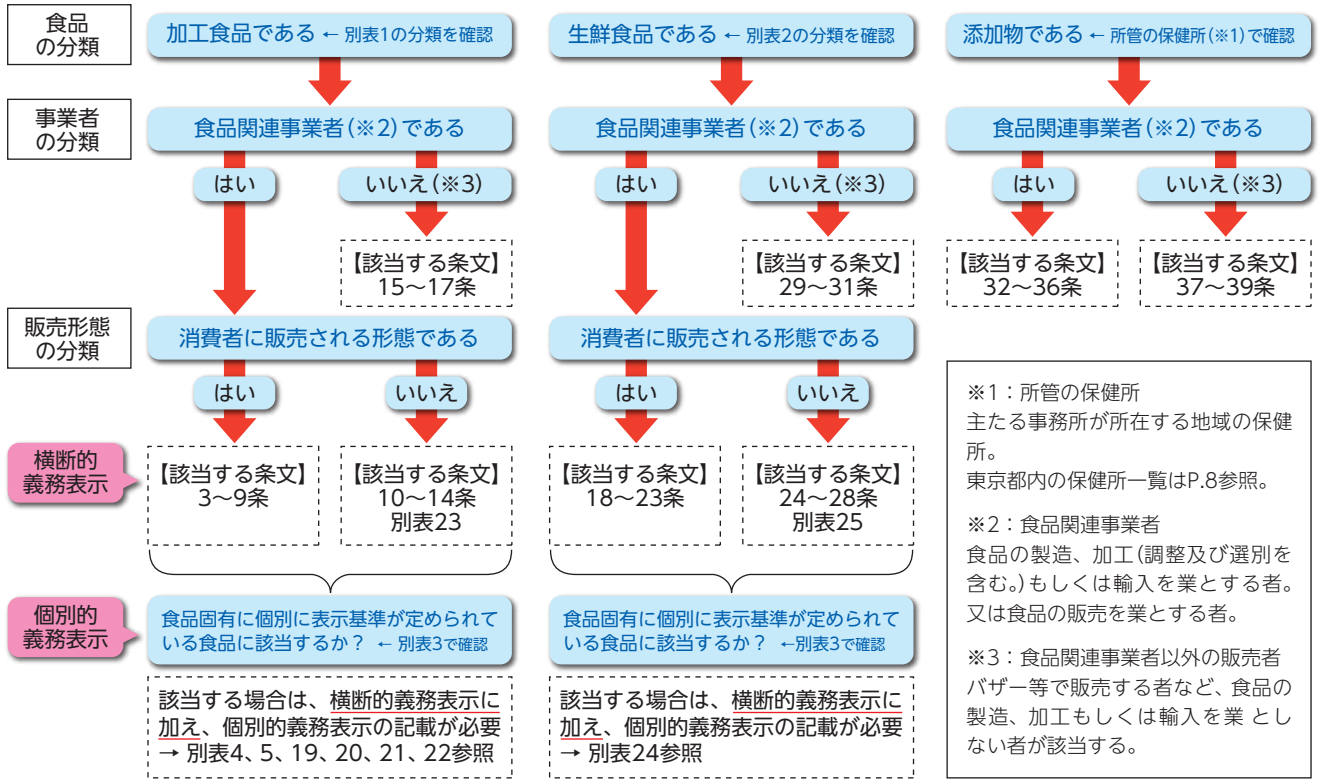 食品
の分類
加工食品である ← 別表1の分類を確認
生鮮食品である ← 別表2の分類を確認
添加物である ← 所管の保健所(※1)で確認
事業者
の分類
食品関連事業者(※2)である
食品関連事業者(※2)である
食品関連事業者(※2)である
はい
いいえ(※3)
はい
いいえ(※3)
はい
いいえ(※3)
【該当する条文】
15〜17条
【該当する条文】
29〜31条
【該当する条文】
32〜36条
【該当する条文】
37〜39条
販売形態
の分類
消費者に販売される形態である
消費者に販売される形態である
はい
いいえ
はい
いいえ
横断的
義務表示
【該当する条文】
3〜9条
【該当する条文】
10〜14条
別表23
【該当する条文】
18〜23条
【該当する条文】
24〜28条
別表25
個別的
義務表示
食品固有に個別に表示基準が定められて
いる食品に該当するか？ ← 別表3で確認
食品固有に個別に表示基準が定められて
いる食品に該当するか？ ←別表3で確認
該当する場合は、横断的義務表示に
加え、個別的義務表示の記載が必要
→ 別表4、5、19、20、21、22参照
該当する場合は、横断的義務表示に
加え、個別的義務表示の記載が必要
→ 別表24参照
※1：所管の保健所
主たる事務所が所在する地域の保健
所。
東京都内の保健所一覧はP.8参照。
※2：食品関連事業者
食品の製造、加工(調整及び選別を
含む。)もしくは輸入を業とする者。
又は食品の販売を業とする者。
※3：食品関連事業者以外の販売者
バザー等で販売する者など、食品の
製造、加工もしくは輸入を業 とし
ない者が該当する。